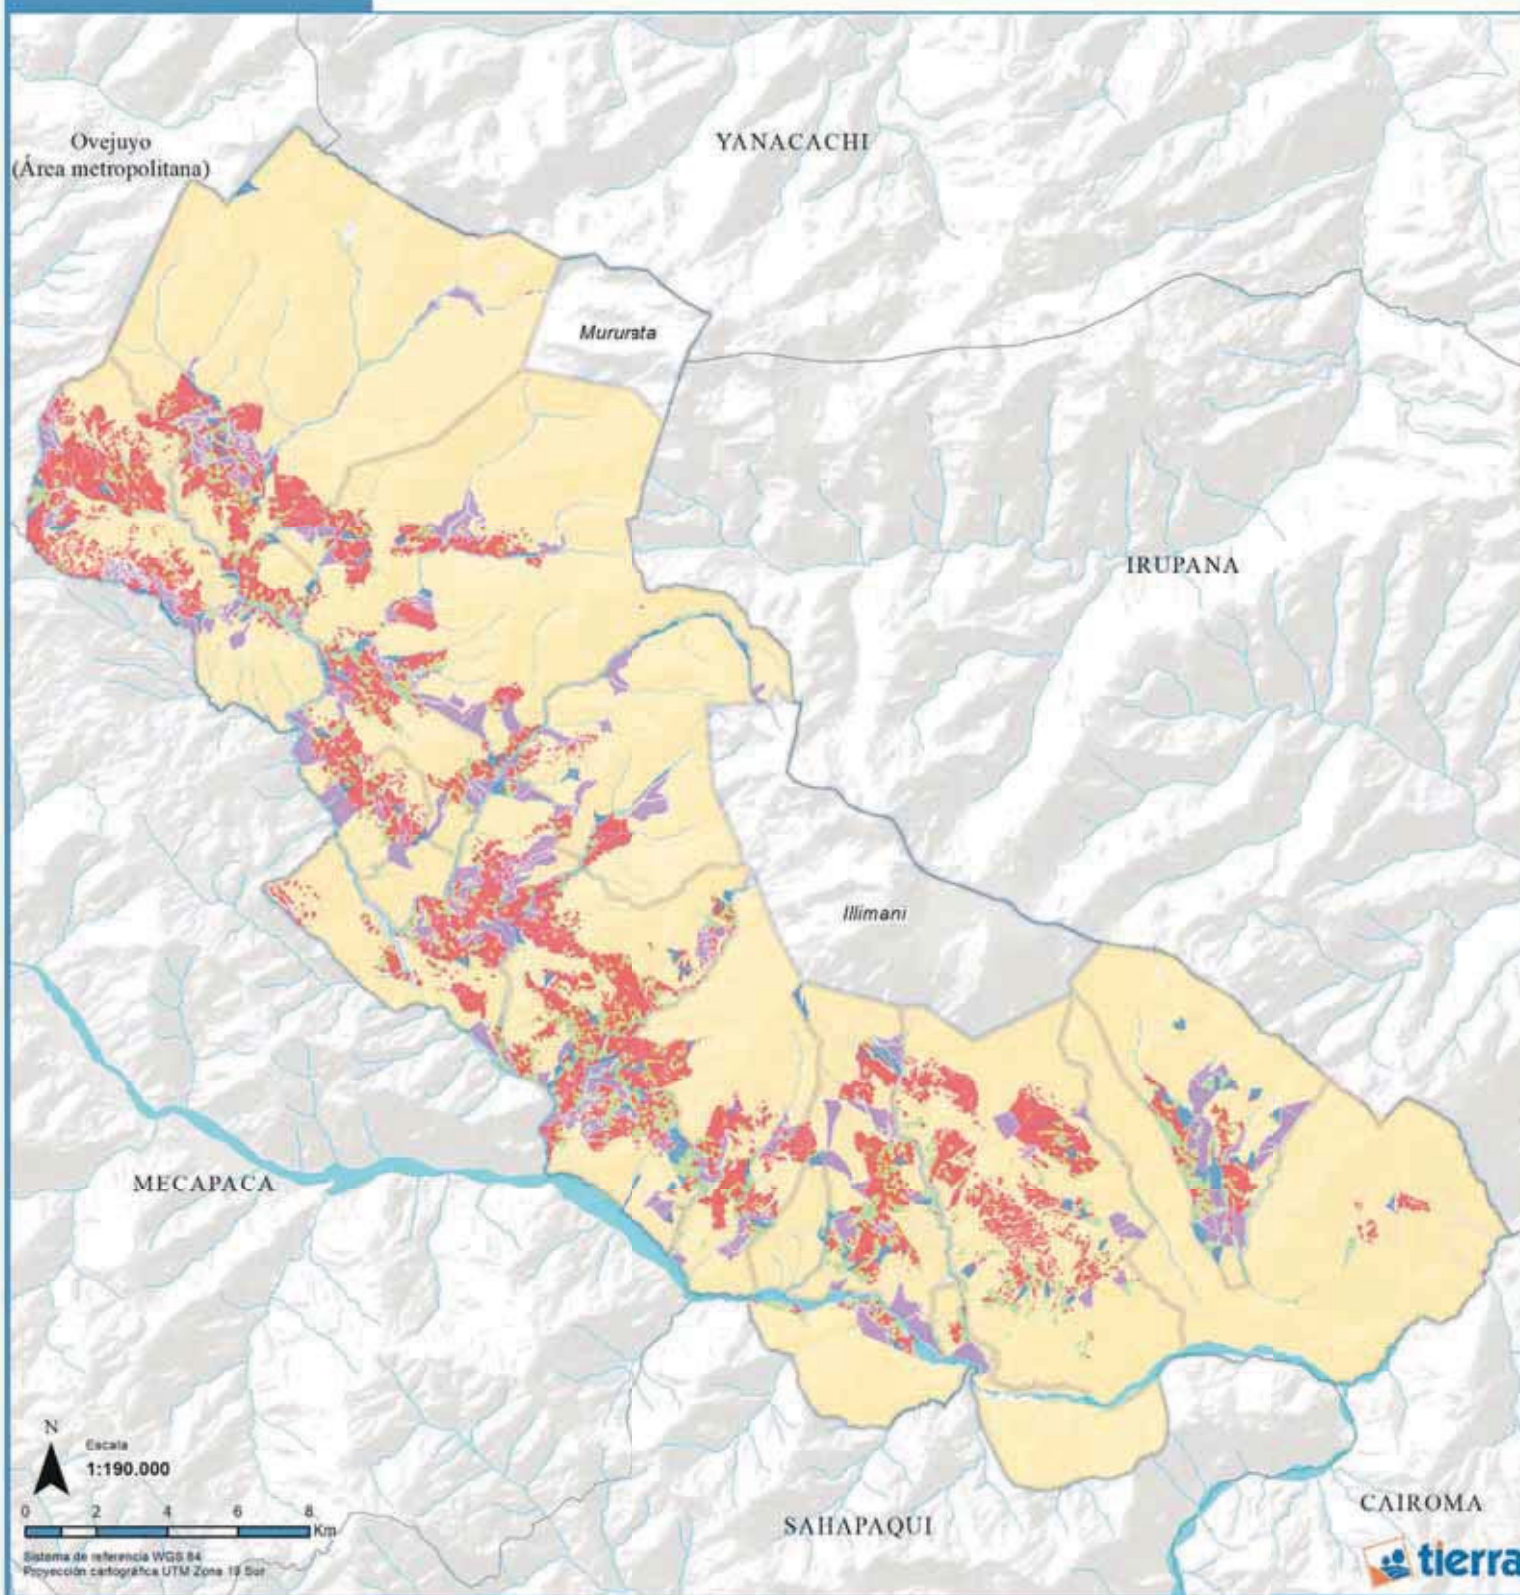 Ovejuyo
(Área metropolitana)
YANACACHI
Mururata
IRUPANA
Illimani
MECAPACA
N
Escala
1:190.000
0 2 4 6 8 Km
Sistema de referencia WGS 84
Proyección cartográfica UTM Zona 19 Sur
SAHAPAQUI
CAIROMA
tierra